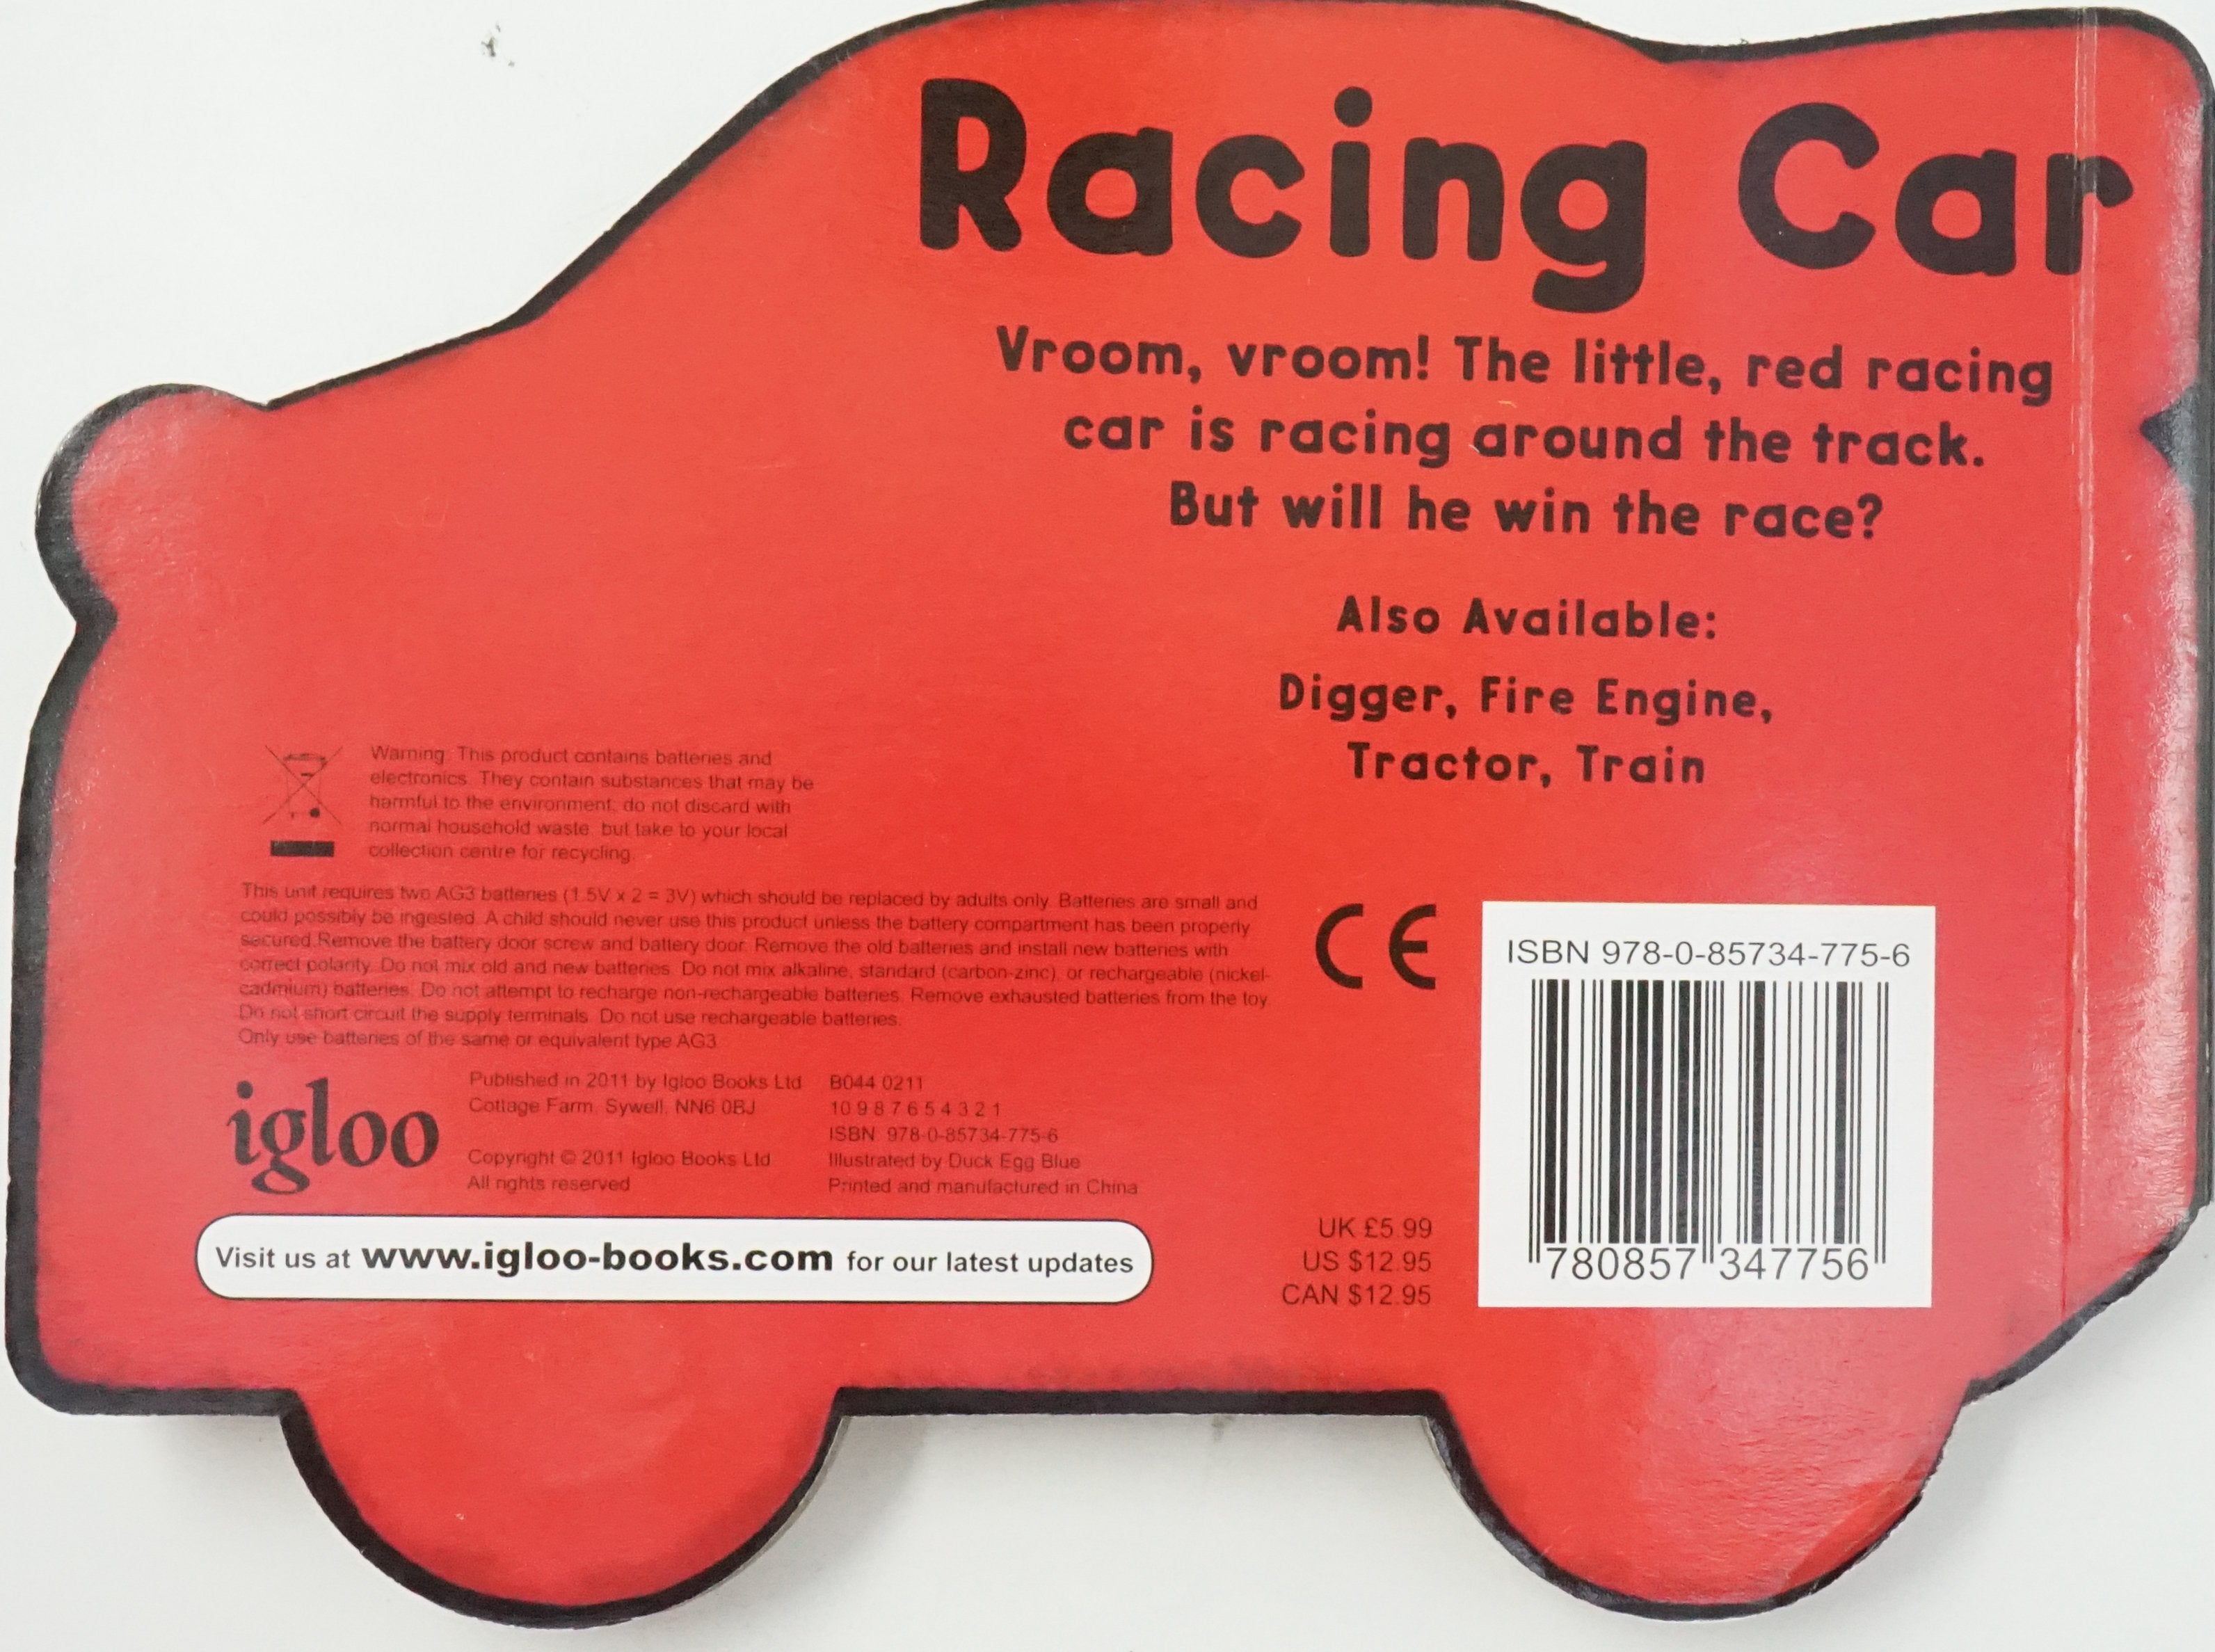 Racing Car
Vroom, vroom! The little, red racing
car is racing around the track.
But will he win the race?
Also Available:
Digger, Fire Engine,
Tractor, Train
Warning: This product contains batteries and
electronics. They contain substances that may be
harmful to the environment; do not discard with
normal household waste, but take to your local
collection centre for recycling.
This unit requires two AG3 batteries (1.5V x 2 = 3V) which should be replaced by adults only. Batteries are small and
could possibly be ingested. A child should never use this product unless the battery compartment has been properly
secured.Remove the battery door screw and battery door. Remove the old batteries and install new batteries with
correct polarity. Do not mix old and new batteries. Do not mix alkaline, standard (carbon-zinc), or rechargeable (nickel-
cadmium) batteries. Do not attempt to recharge non-rechargeable batteries. Remove exhausted batteries from the toy.
Do not short circuit the supply terminals. Do not use rechargeable batteries.
Only use batteries of the same or equivalent type AG3
CE
igloo
Published in 2011 by Igloo Books Ltd
Cottage Farm, Sywell, NN6 0BJ
Copyright © 2011 Igloo Books Ltd
All rights reserved
B044 0211
10 9 8 7 6 5 4 3 2 1
ISBN: 978-0-85734-775-6
Illustrated by Duck Egg Blue
Printed and manufactured in China
Visit us at www.igloo-books.com for our latest updates
UK £5.99
US $12.95
CAN $12.95
ISBN 978-0-85734-775-6
780857 347756